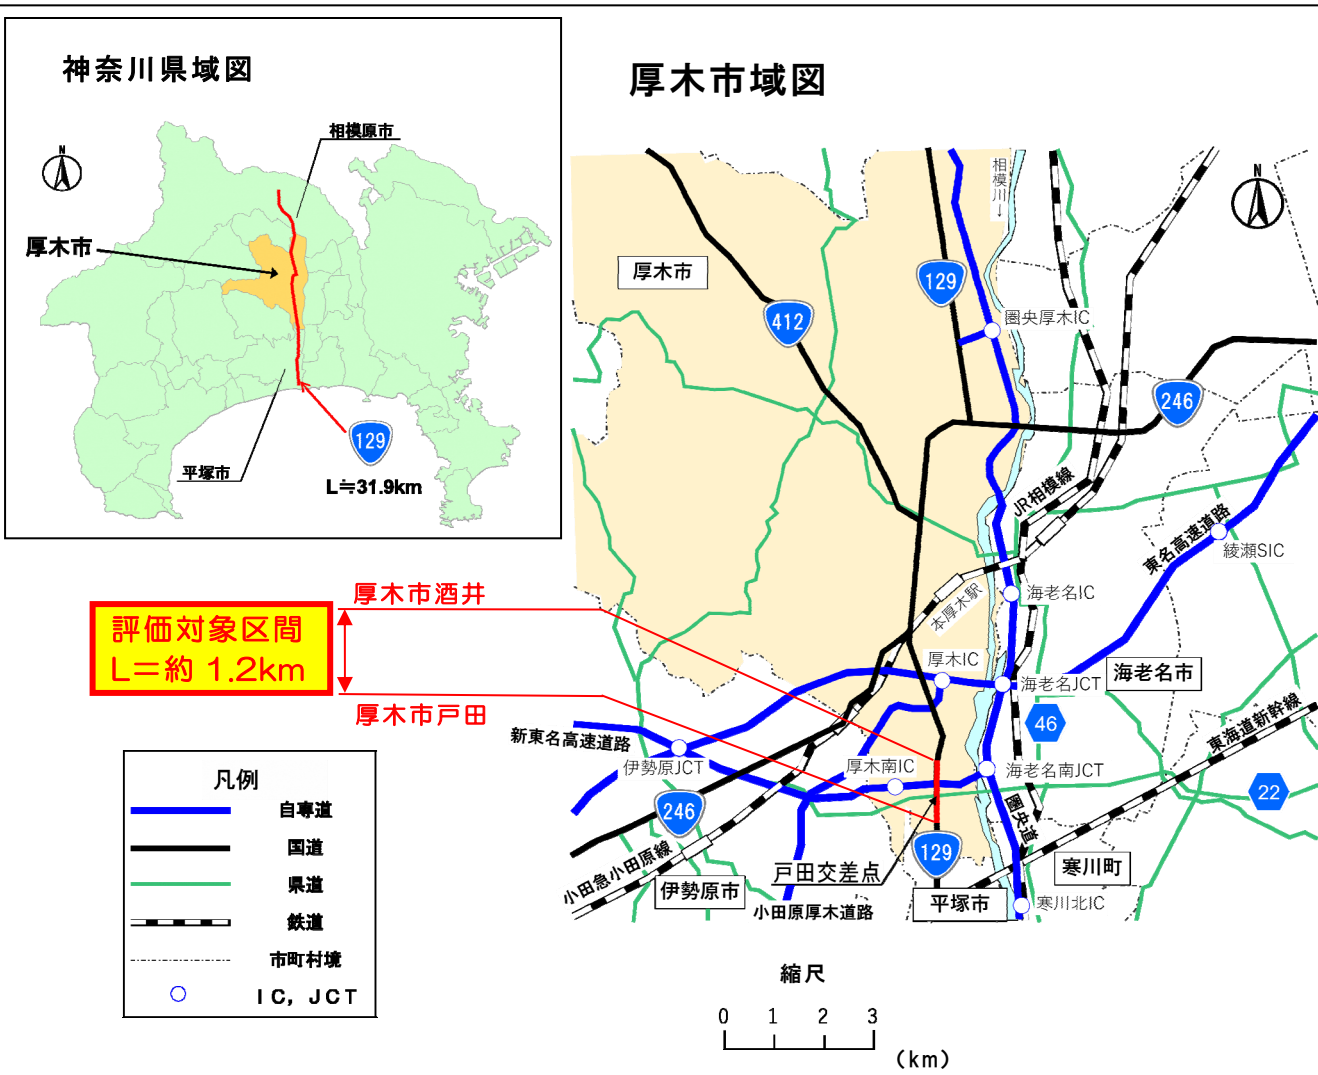 神奈川県域図
N
相模原市
厚木市
平塚市
129
L≒31.9km
厚木市域図
N
相模川→
厚木市
129
412
圏央厚木IC
246
JR相模線
東名高速道路
綾瀬SIC
本厚木駅
海老名IC
厚木IC
海老名JCT
海老名市
46
東海道新幹線
新東名高速道路
伊勢原JCT
厚木南IC
海老名南JCT
22
246
圏央道
129
小田急小田原線
戸田交差点
寒川町
伊勢原市
小田原厚木道路
平塚市
寒川北IC
評価対象区間
L=約 1.2km
厚木市酒井
厚木市戸田
凡例
自専道
国道
県道
鉄道
市町村境
IC, JCT
縮尺
0 1 2 3
(km)